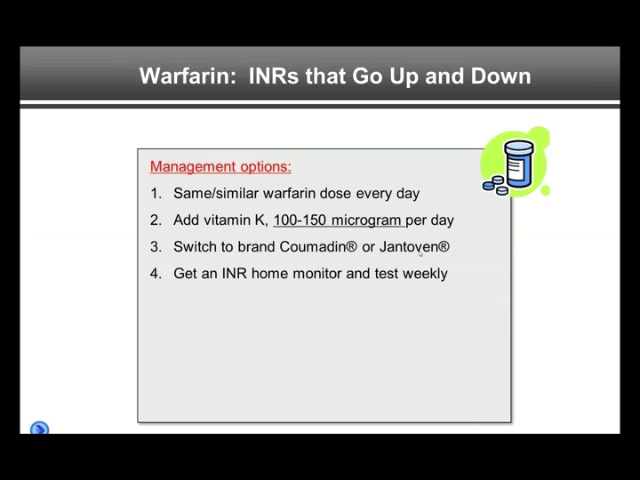 Warfarin:  INRs that Go Up and Down
Management options:
1. Same/similar warfarin dose every day
2. Add vitamin K, 100-150 microgram per day
3. Switch to brand Coumadin® or Jantoven®
4. Get an INR home monitor and test weekly